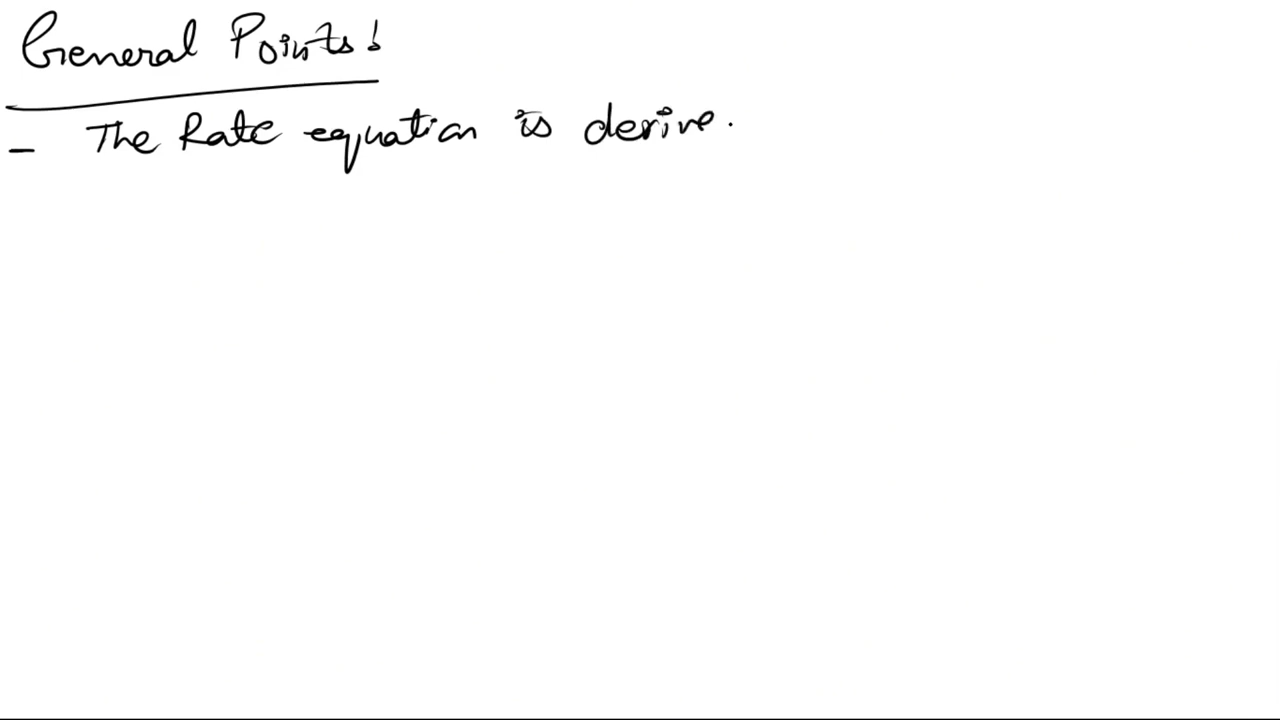 General Points!
- The Rate equation is derive.